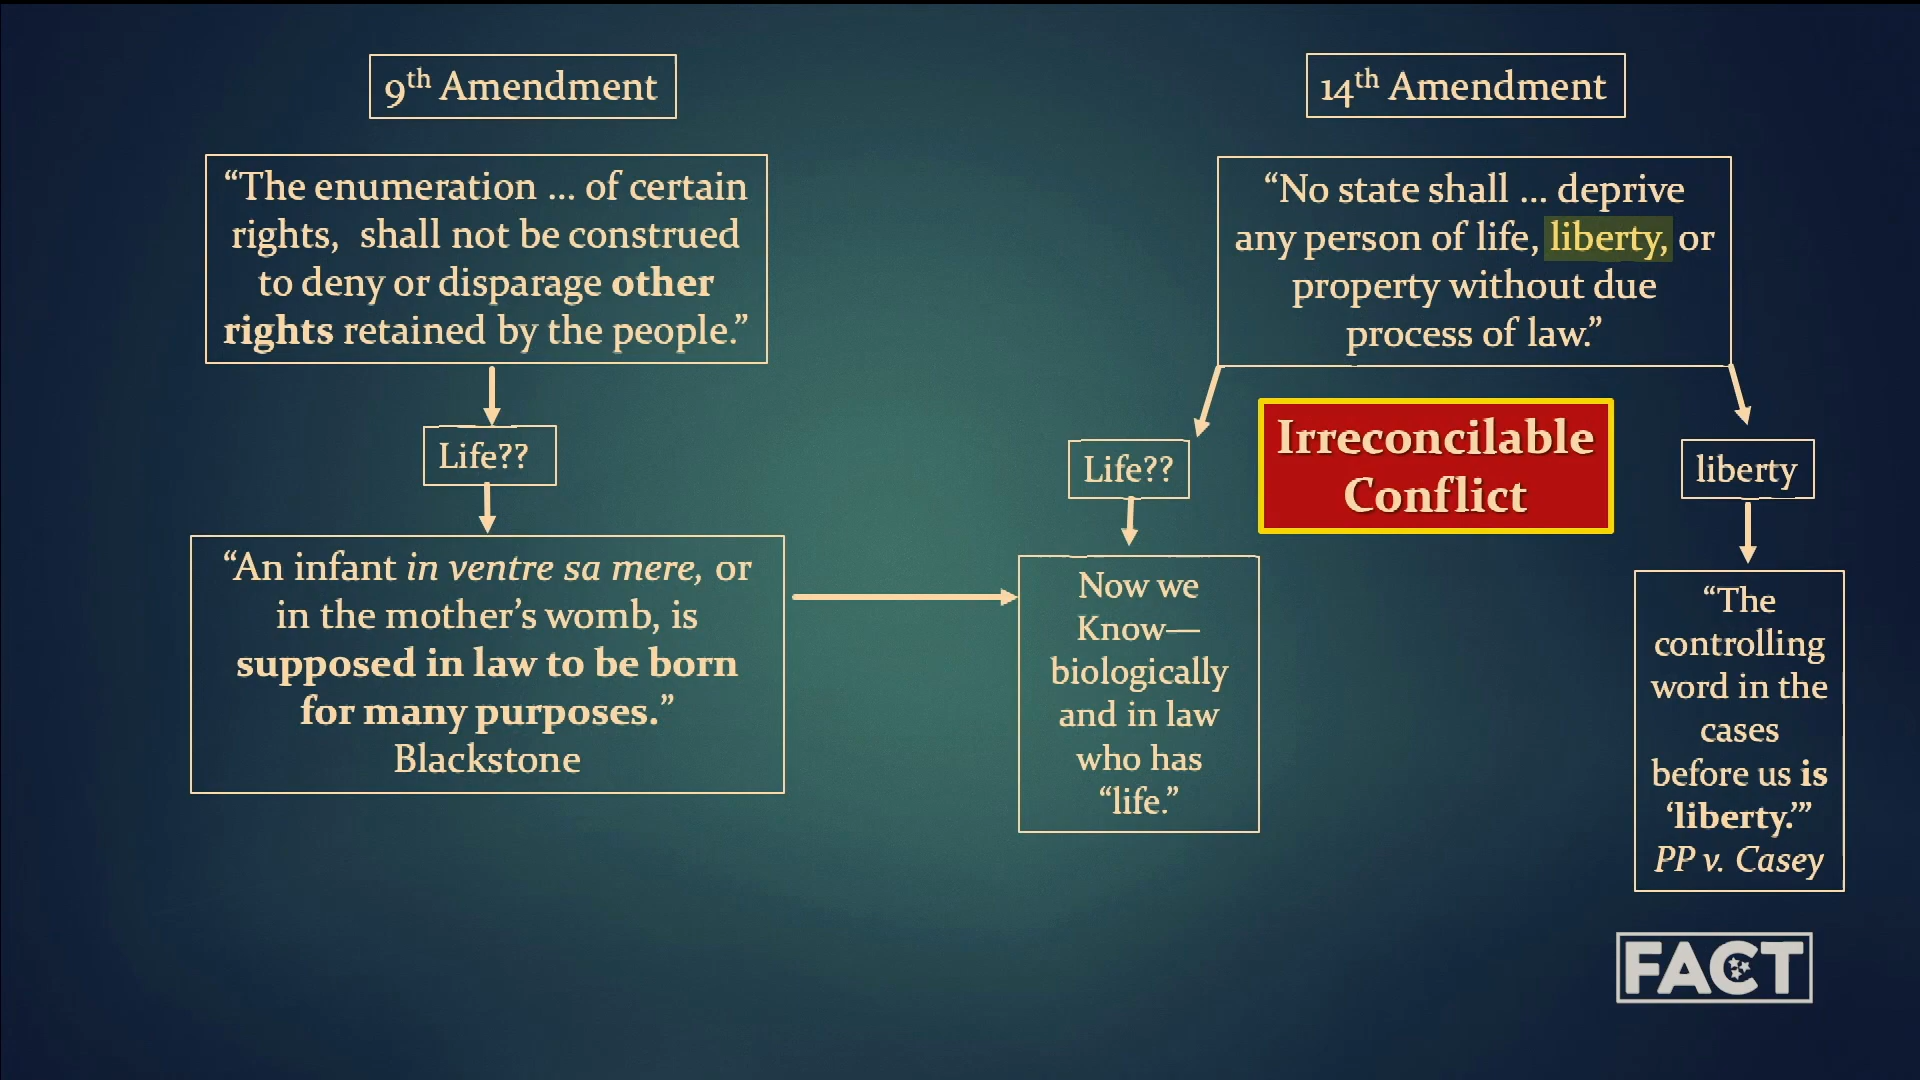 9th Amendment
“The enumeration ... of certain
rights,  shall not be construed
to deny or disparage other
rights retained by the people.”
Life??
“An infant in ventre sa mere, or
in the mother’s womb, is
supposed in law to be born
for many purposes.”
Blackstone
14th Amendment
“No state shall ... deprive
any person of life, liberty, or
property without due
process of law.”
Life??
Irreconcilable
Conflict
liberty
Now we
Know—
biologically
and in law
who has
“life.”
“The
controlling
word in the
cases
before us is
‘liberty.’”
PP v. Casey
FACT